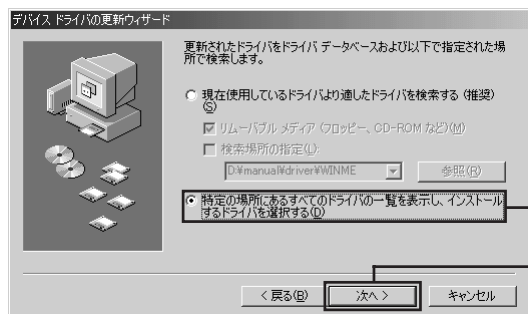 デバイス ドライバの更新ウィザード
更新されたドライバをドライバ データベースおよび以下で指定された場
所で検索します。
現在使用しているドライバより適したドライバを検索する (推奨)
(S)
リムーバブル メディア (フロッピー、CD-ROM など)(M)
検索場所の指定(L):
D:¥manual¥driver¥WINME
参照(R)
特定の場所にあるすべてのドライバの一覧を表示し、インストール
するドライバを選択する(D)
< 戻る(B)
次へ >
キャンセル